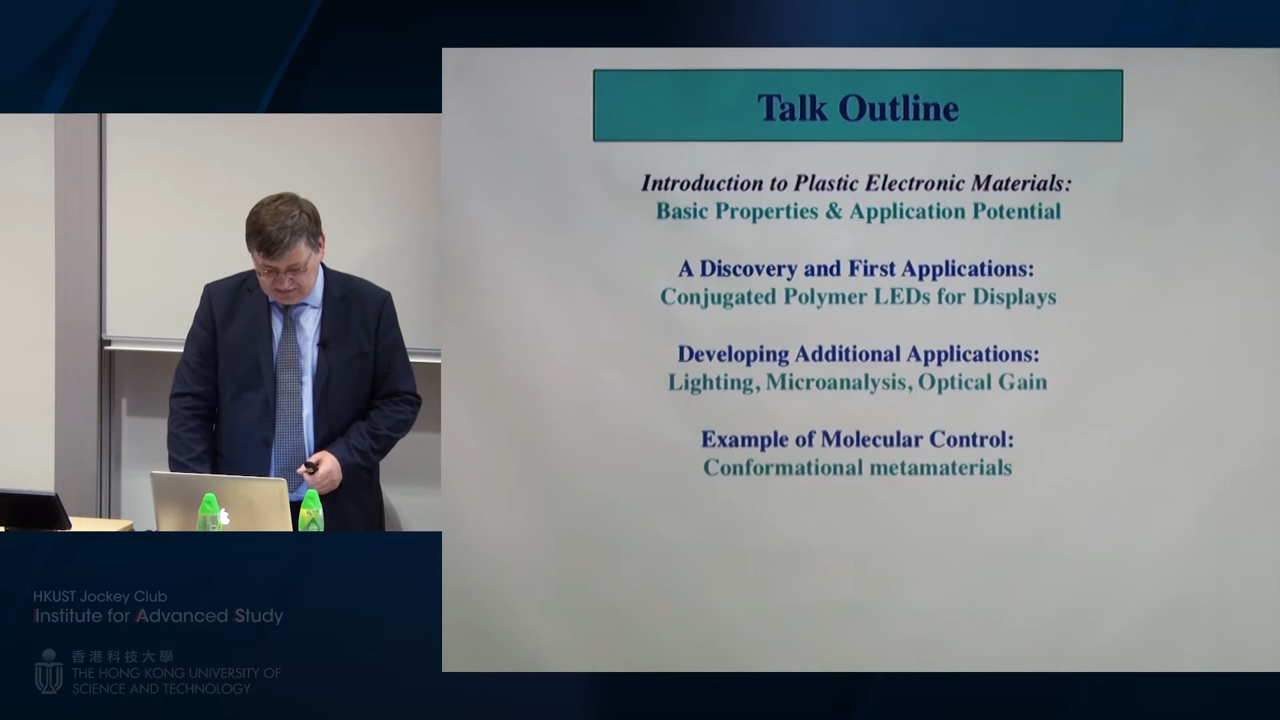 Talk Outline
Introduction to Plastic Electronic Materials:
Basic Properties & Application Potential
A Discovery and First Applications:
Conjugated Polymer LEDs for Displays
Developing Additional Applications:
Lighting, Microanalysis, Optical Gain
Example of Molecular Control:
Conformational metamaterials
HKUST Jockey Club
Institute for Advanced Study
香港科技大學
THE HONG KONG UNIVERSITY OF
SCIENCE AND TECHNOLOGY